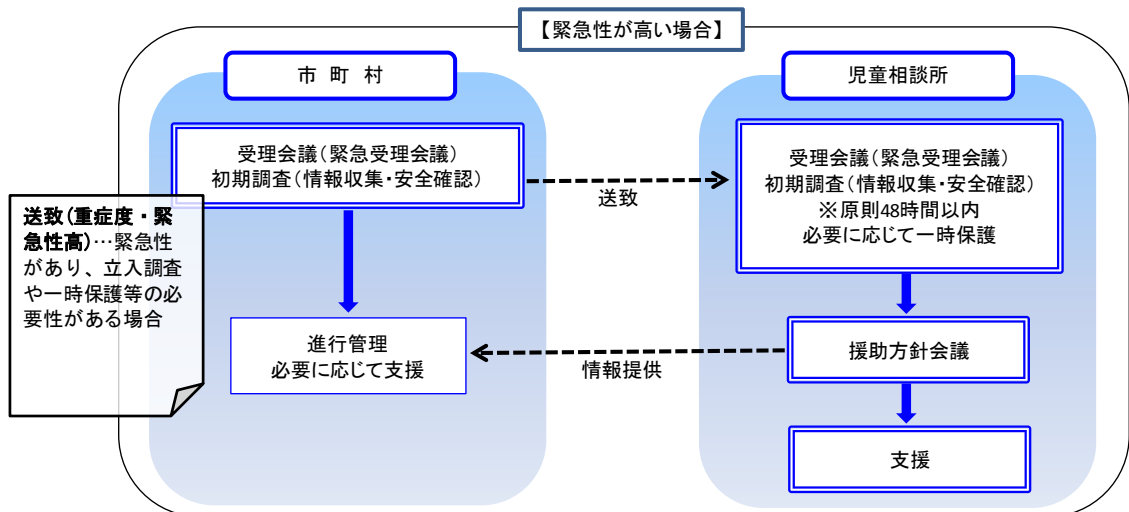 【緊急性が高い場合】
市 町 村
受理会議(緊急受理会議)
初期調査(情報収集・安全確認)
送致(重症度・緊
急性高)…緊急性
があり、立入調査
や一時保護等の必
要性がある場合
進行管理
必要に応じて支援
送致
情報提供
児童相談所
受理会議(緊急受理会議)
初期調査(情報収集・安全確認)
※原則48時間以内
必要に応じて一時保護
援助方針会議
支援